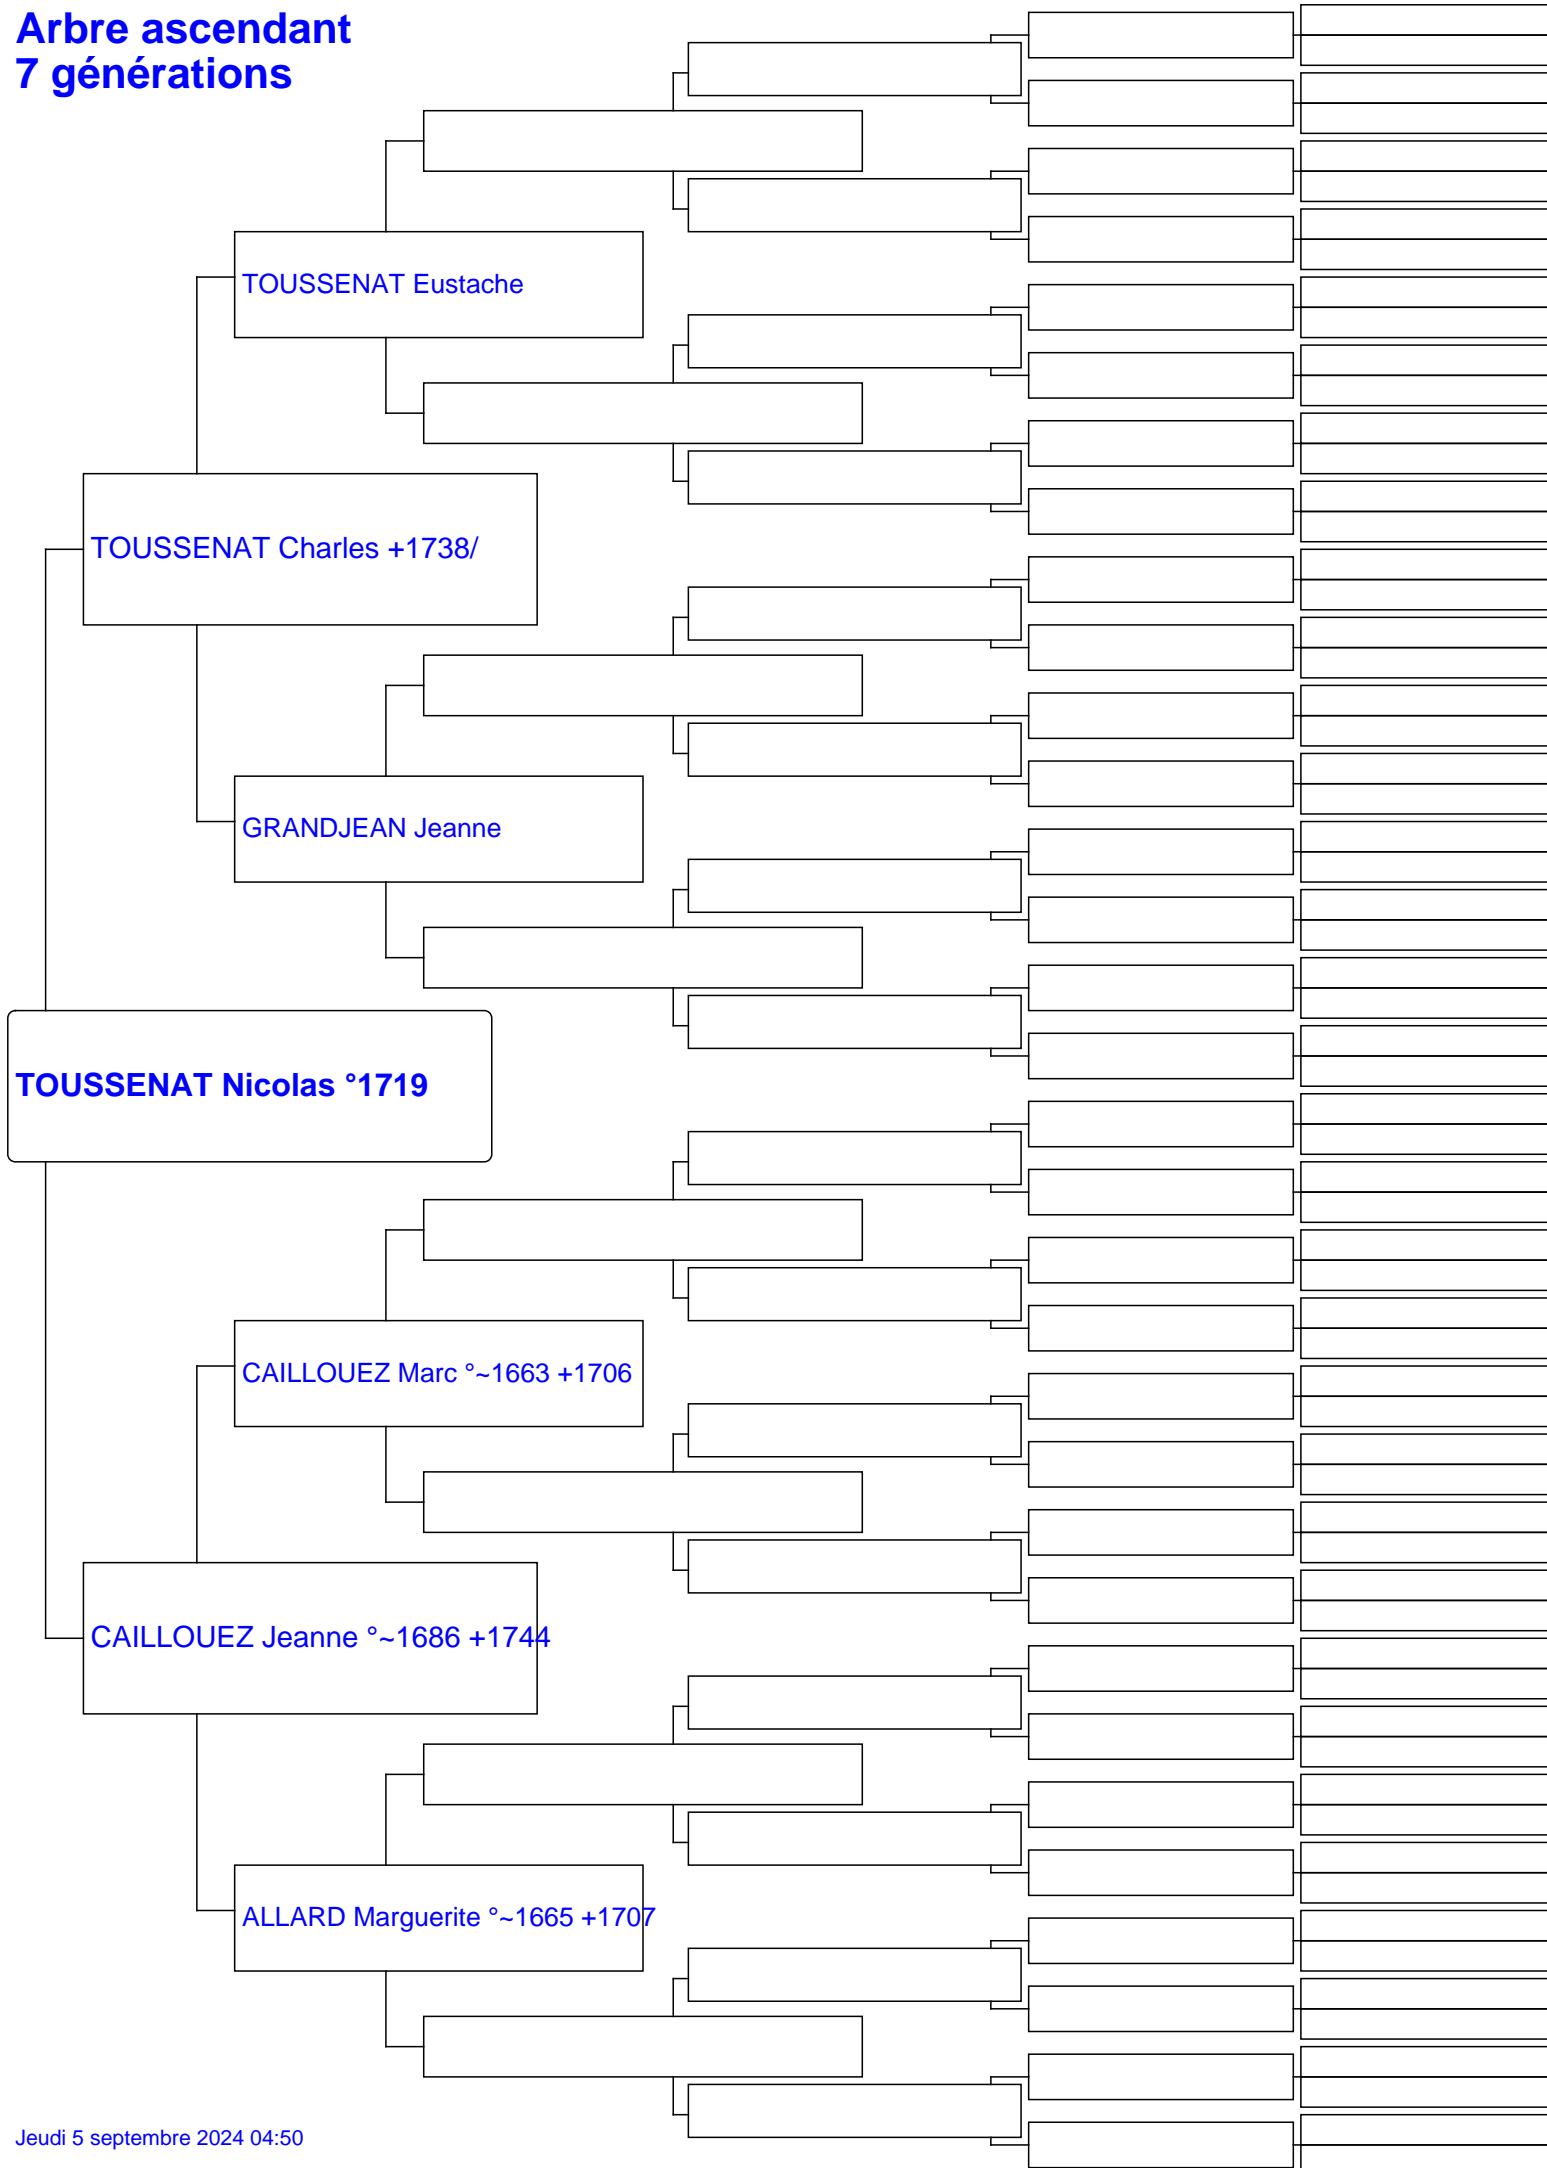 Arbre ascendant
7 générations
TOUSSENAT Eustache
TOUSSENAT Charles +1738/
GRANDJEAN Jeanne
TOUSSENAT Nicolas °1719
CAILLOUEZ Marc °~1663 +1706
CAILLOUEZ Jeanne °~1686 +1744
ALLARD Marguerite °~1665 +1707
Jeudi 5 septembre 2024 04:50